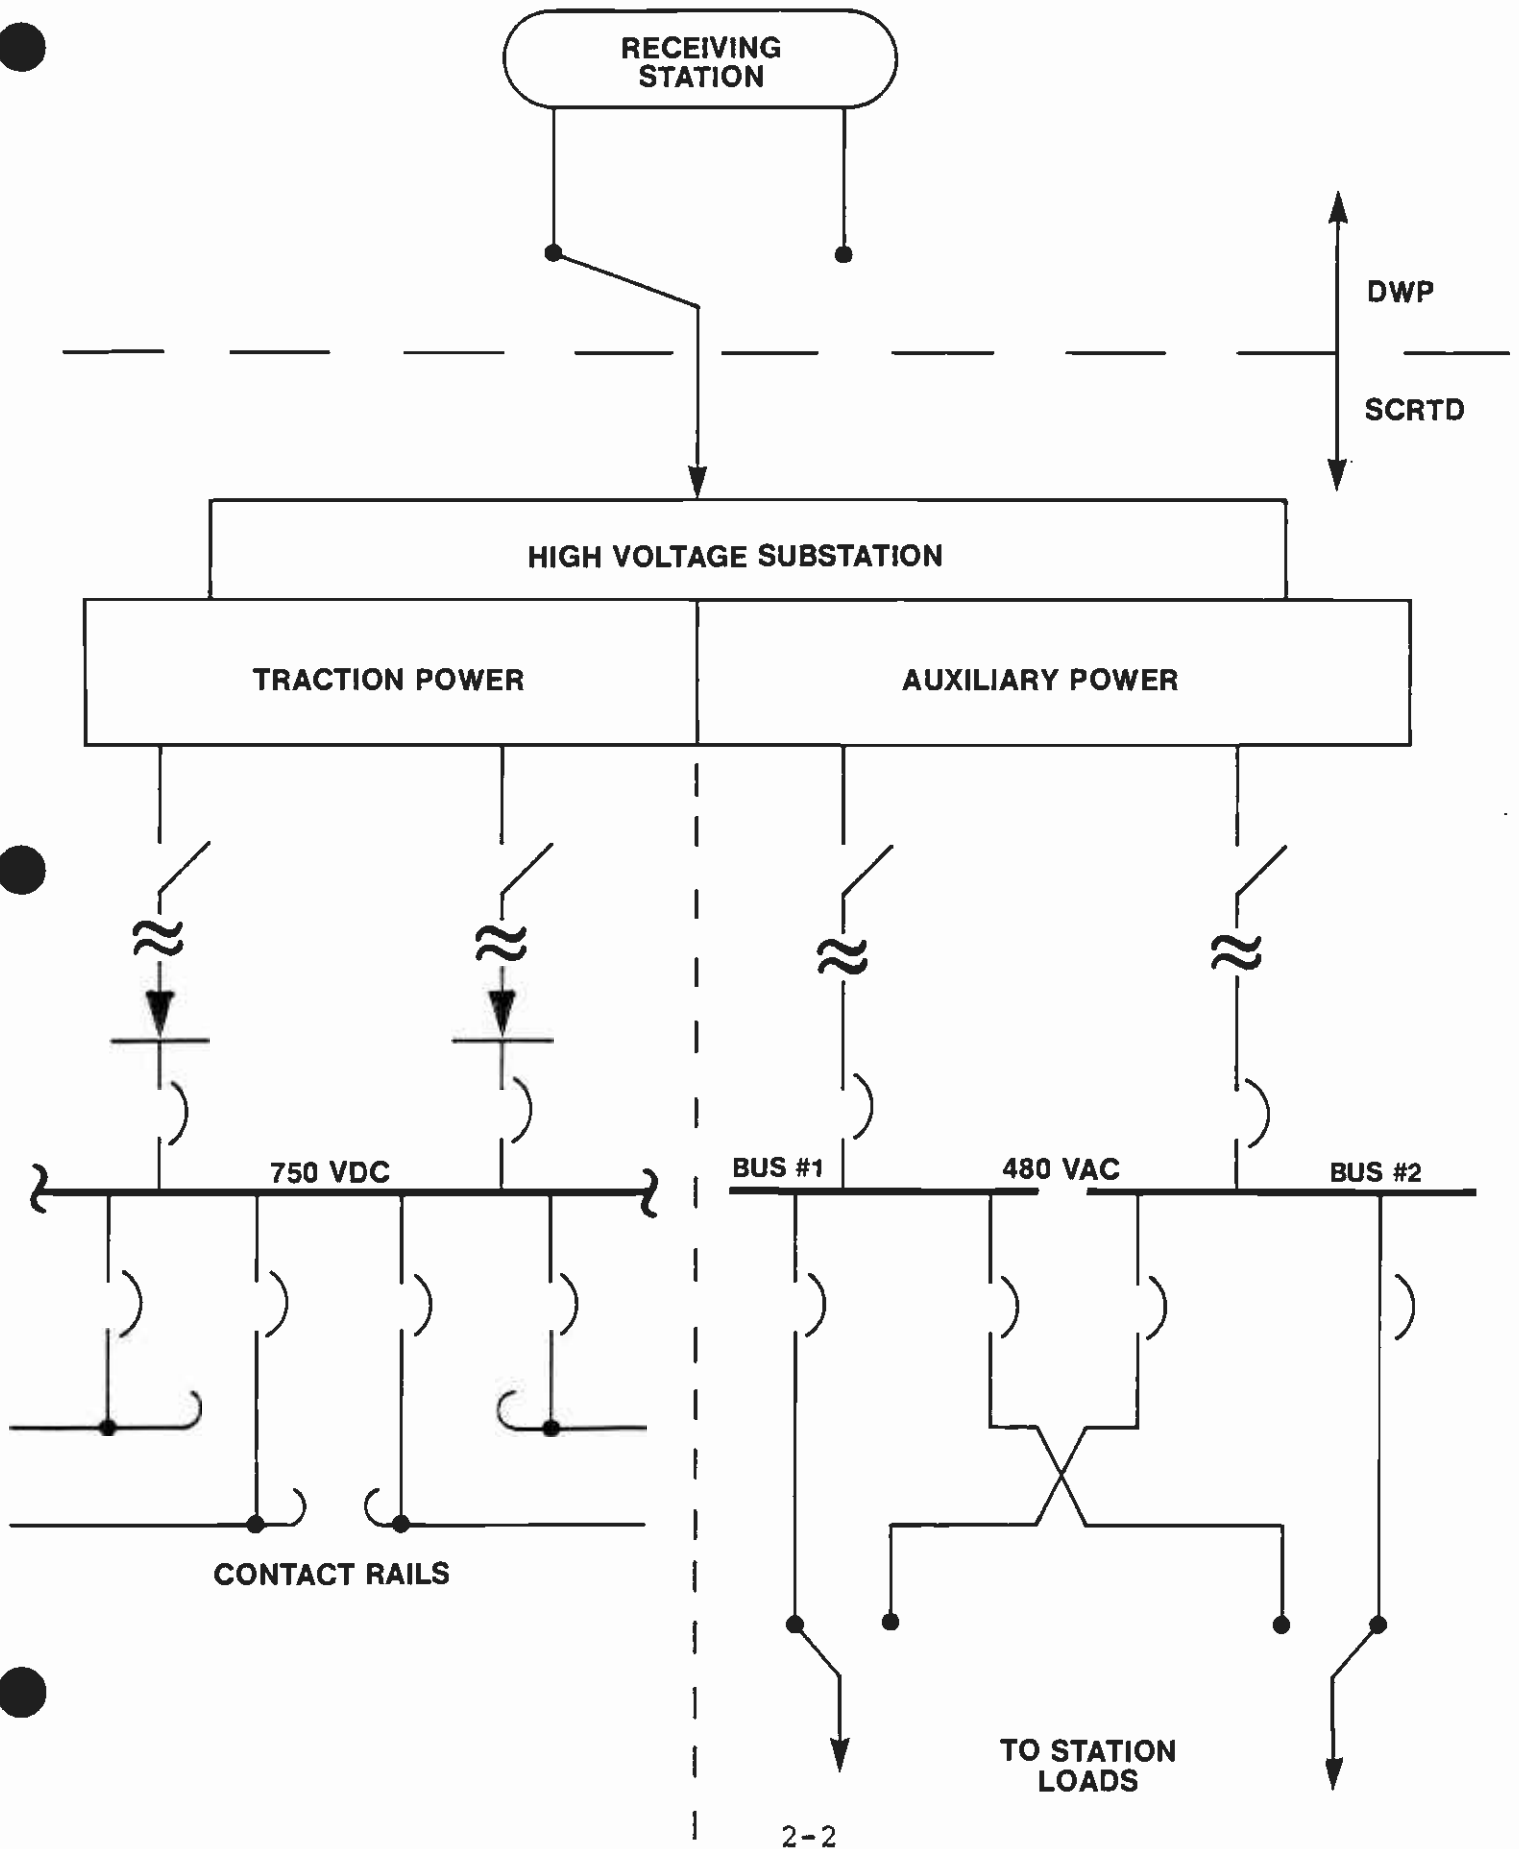 RECEIVING
STATION
DWP
SCRTD
HIGH VOLTAGE SUBSTATION
TRACTION POWER
AUXILIARY POWER
750 VDC
BUS #1
480 VAC
BUS #2
CONTACT RAILS
TO STATION
LOADS
2-2